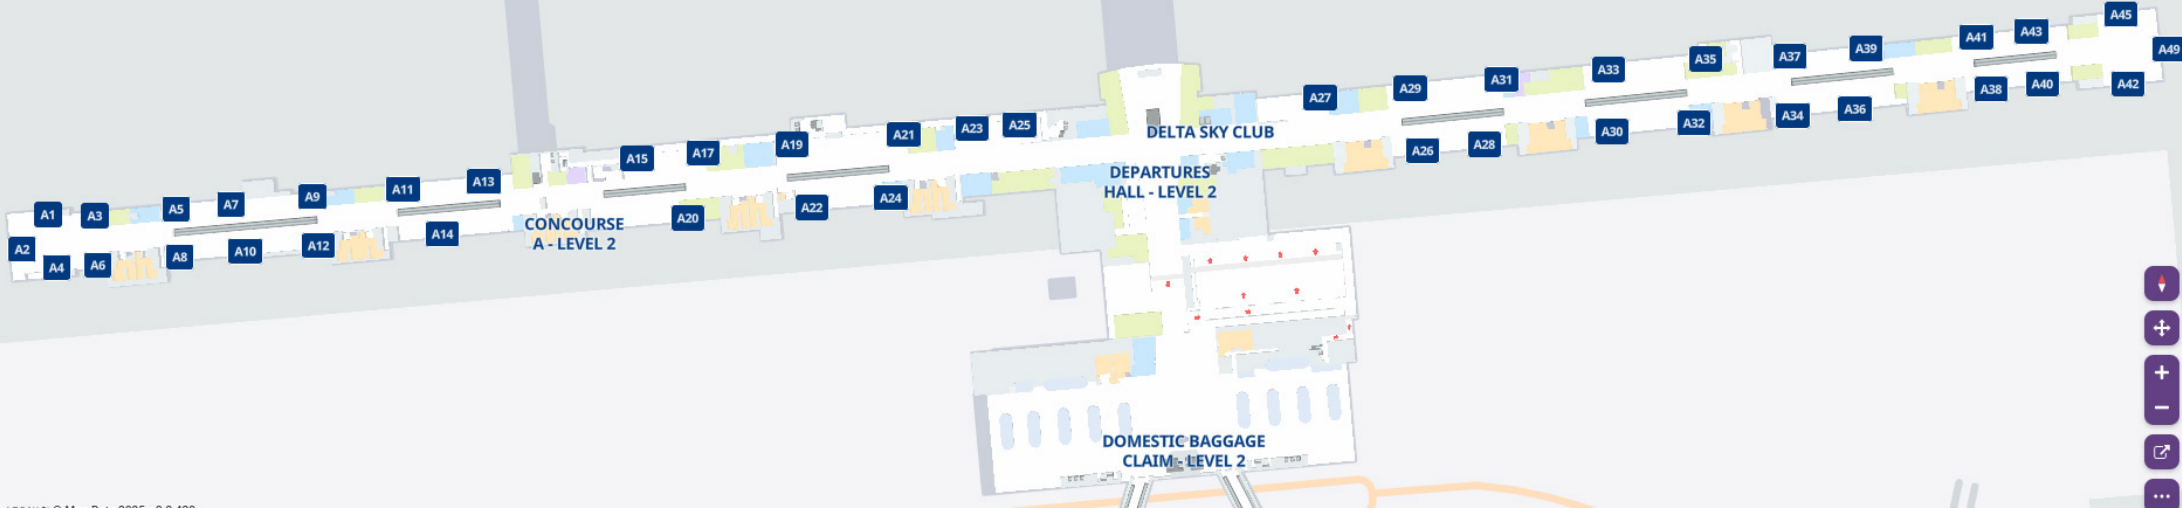 A45
A43
A41
A49
A39
A37
A35
A33
A31
A42
A40
A38
A29
A27
A36
A34
A32
A30
A25
A23
A21
A19
A17
A15
A28
A26
DELTA SKY CLUB
DEPARTURES
HALL - LEVEL 2
A13
A11
A9
A7
A5
A3
A1
A24
A22
A20
CONCOURSE
A - LEVEL 2
A14
A12
A10
A8
A6
A4
A2
DOMESTIC BAGGAGE
CLAIM - LEVEL 2